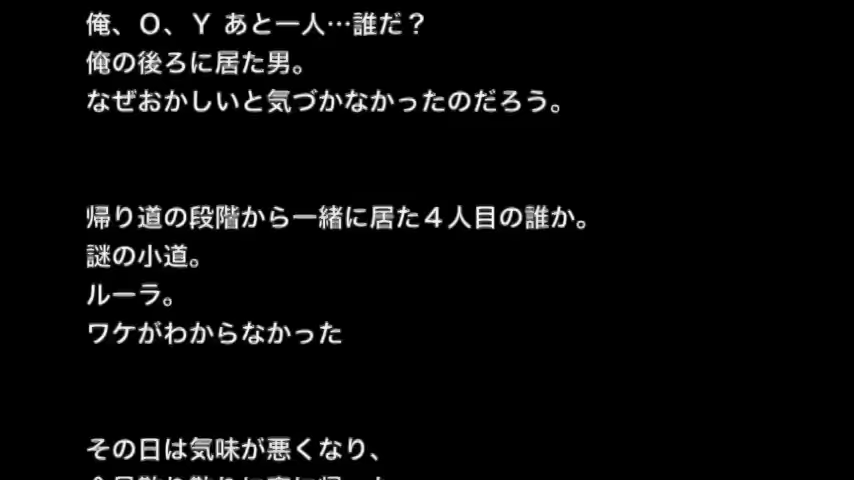 俺、Ｏ、Ｙ あと一人…誰だ？
俺の後ろに居た男。
なぜおかしいと気づかなかったのだろう。
帰り道の段階から一緒に居た４人目の誰か。
謎の小道。
ルーラ。
ワケがわからなかった
その日は気味が悪くなり、